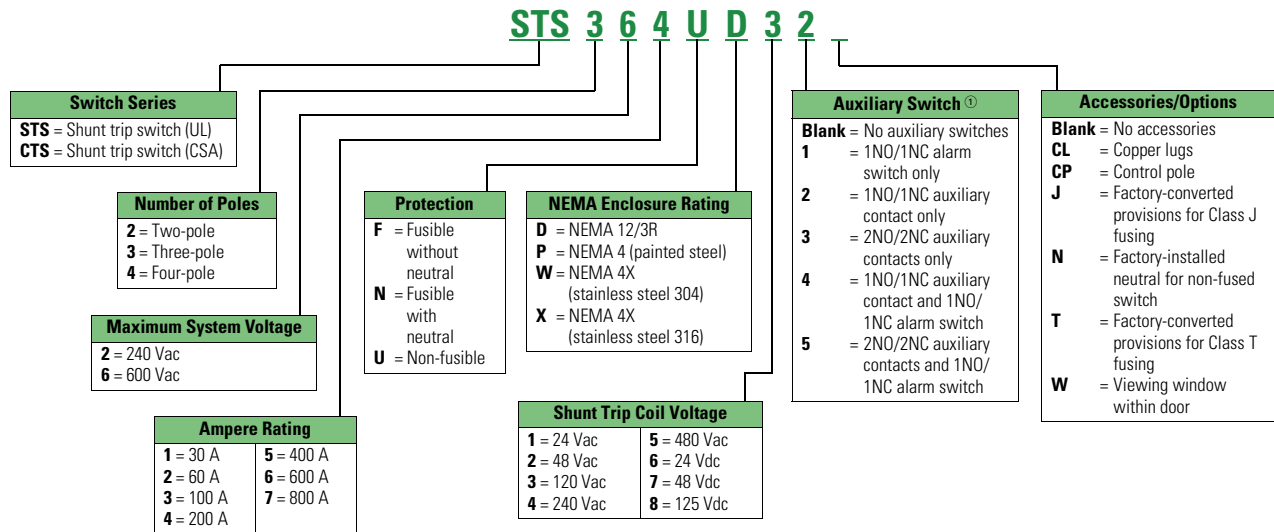 STS 3 6 4 U D 3 2 _
Switch Series
STS = Shunt trip switch (UL)
CTS = Shunt trip switch (CSA)
Number of Poles
2 = Two-pole
3 = Three-pole
4 = Four-pole
Maximum System Voltage
2 = 240 Vac
6 = 600 Vac
Ampere Rating
1 = 30 A
2 = 60 A
3 = 100 A
4 = 200 A
5 = 400 A
6 = 600 A
7 = 800 A
Protection
F = Fusible
without
neutral
N = Fusible
with
neutral
U = Non-fusible
NEMA Enclosure Rating
D = NEMA 12/3R
P = NEMA 4 (painted steel)
W = NEMA 4X
(stainless steel 304)
X = NEMA 4X
(stainless steel 316)
Shunt Trip Coil Voltage
1 = 24 Vac
2 = 48 Vac
3 = 120 Vac
4 = 240 Vac
5 = 480 Vac
6 = 24 Vdc
7 = 48 Vdc
8 = 125 Vdc
Auxiliary Switch ①
Blank = No auxiliary switches
1 = 1NO/1NC alarm
switch only
2 = 1NO/1NC auxiliary
contact only
3 = 2NO/2NC auxiliary
contacts only
4 = 1NO/1NC auxiliary
contact and 1NO/
1NC alarm switch
5 = 2NO/2NC auxiliary
contacts and 1NO/
1NC alarm switch
Accessories/Options
Blank = No accessories
CL = Copper lugs
CP = Control pole
J = Factory-converted
provisions for Class J
fusing
N = Factory-installed
neutral for non-fused
switch
T = Factory-converted
provisions for Class T
fusing
W = Viewing window
within door